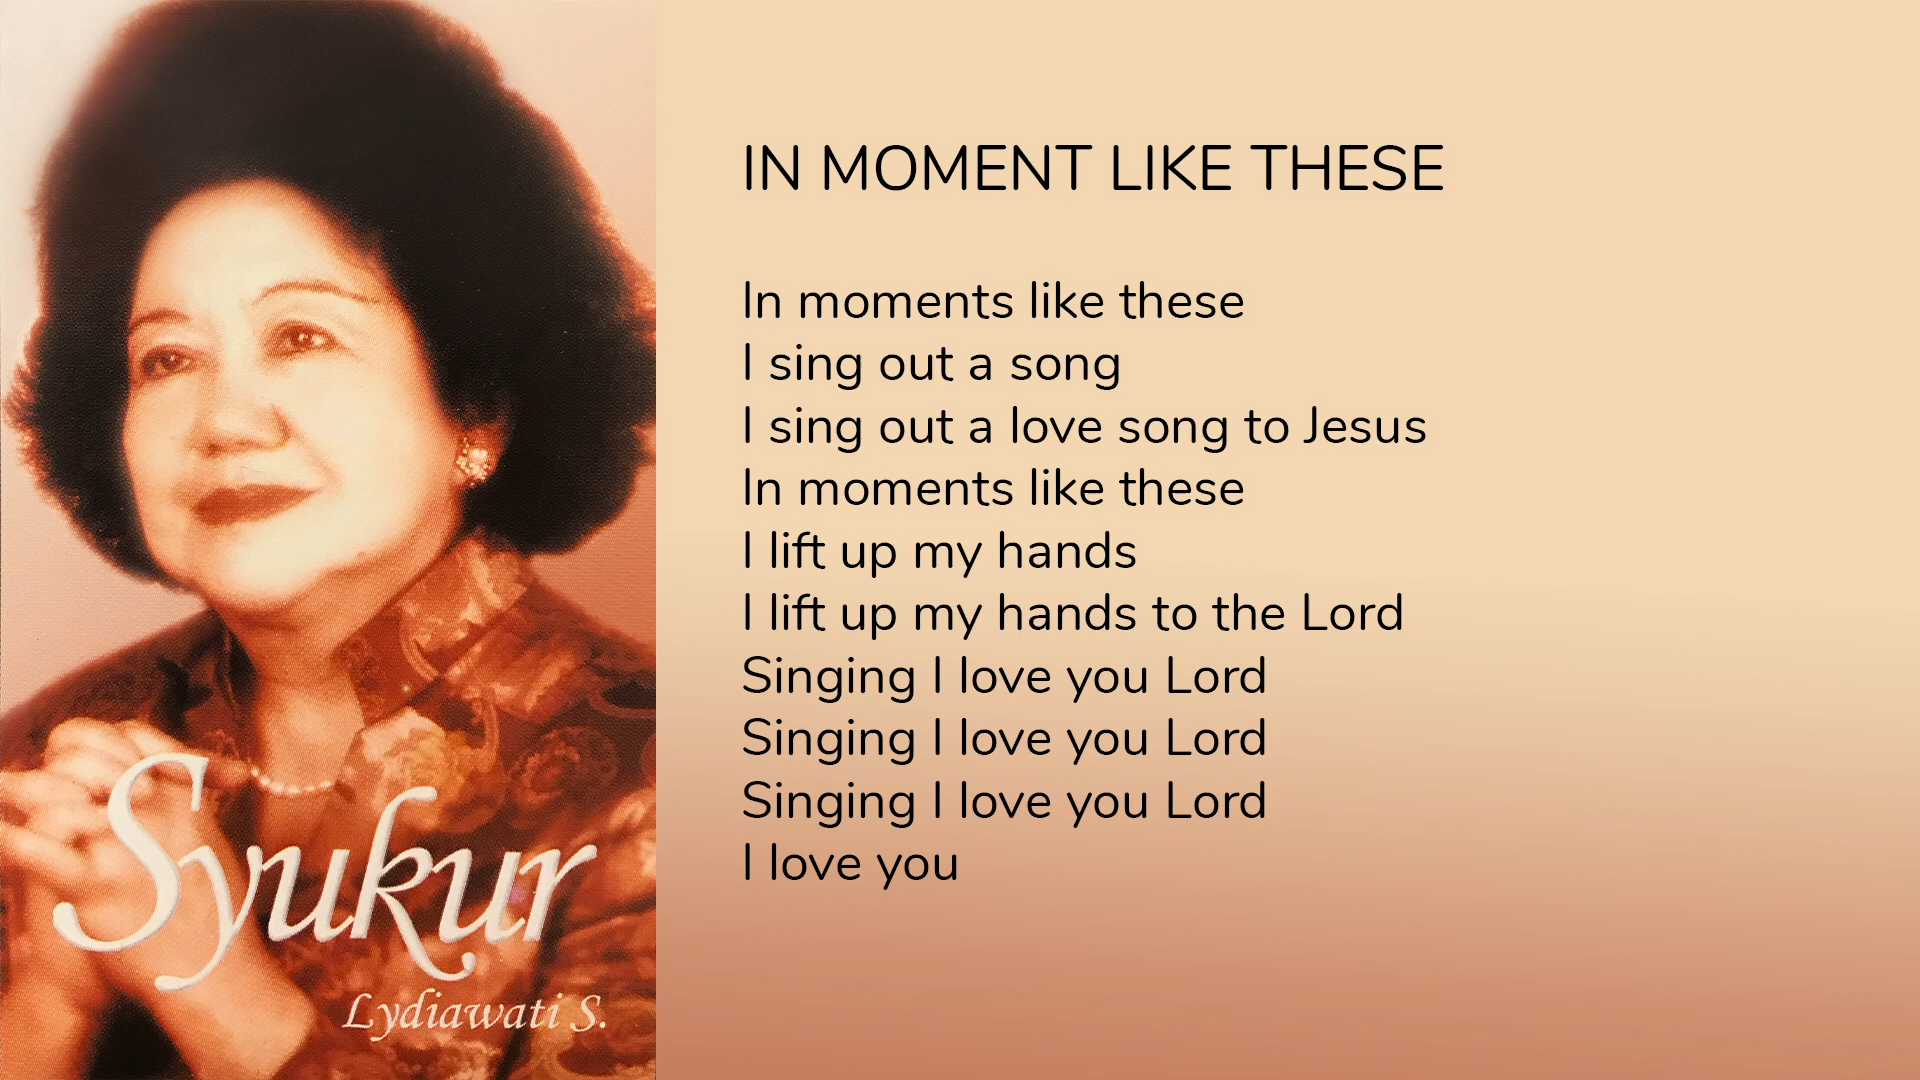 Syukur
Lydiawati S.
IN MOMENT LIKE THESE
In moments like these
I sing out a song
I sing out a love song to Jesus
In moments like these
I lift up my hands
I lift up my hands to the Lord
Singing I love you Lord
Singing I love you Lord
Singing I love you Lord
I love you